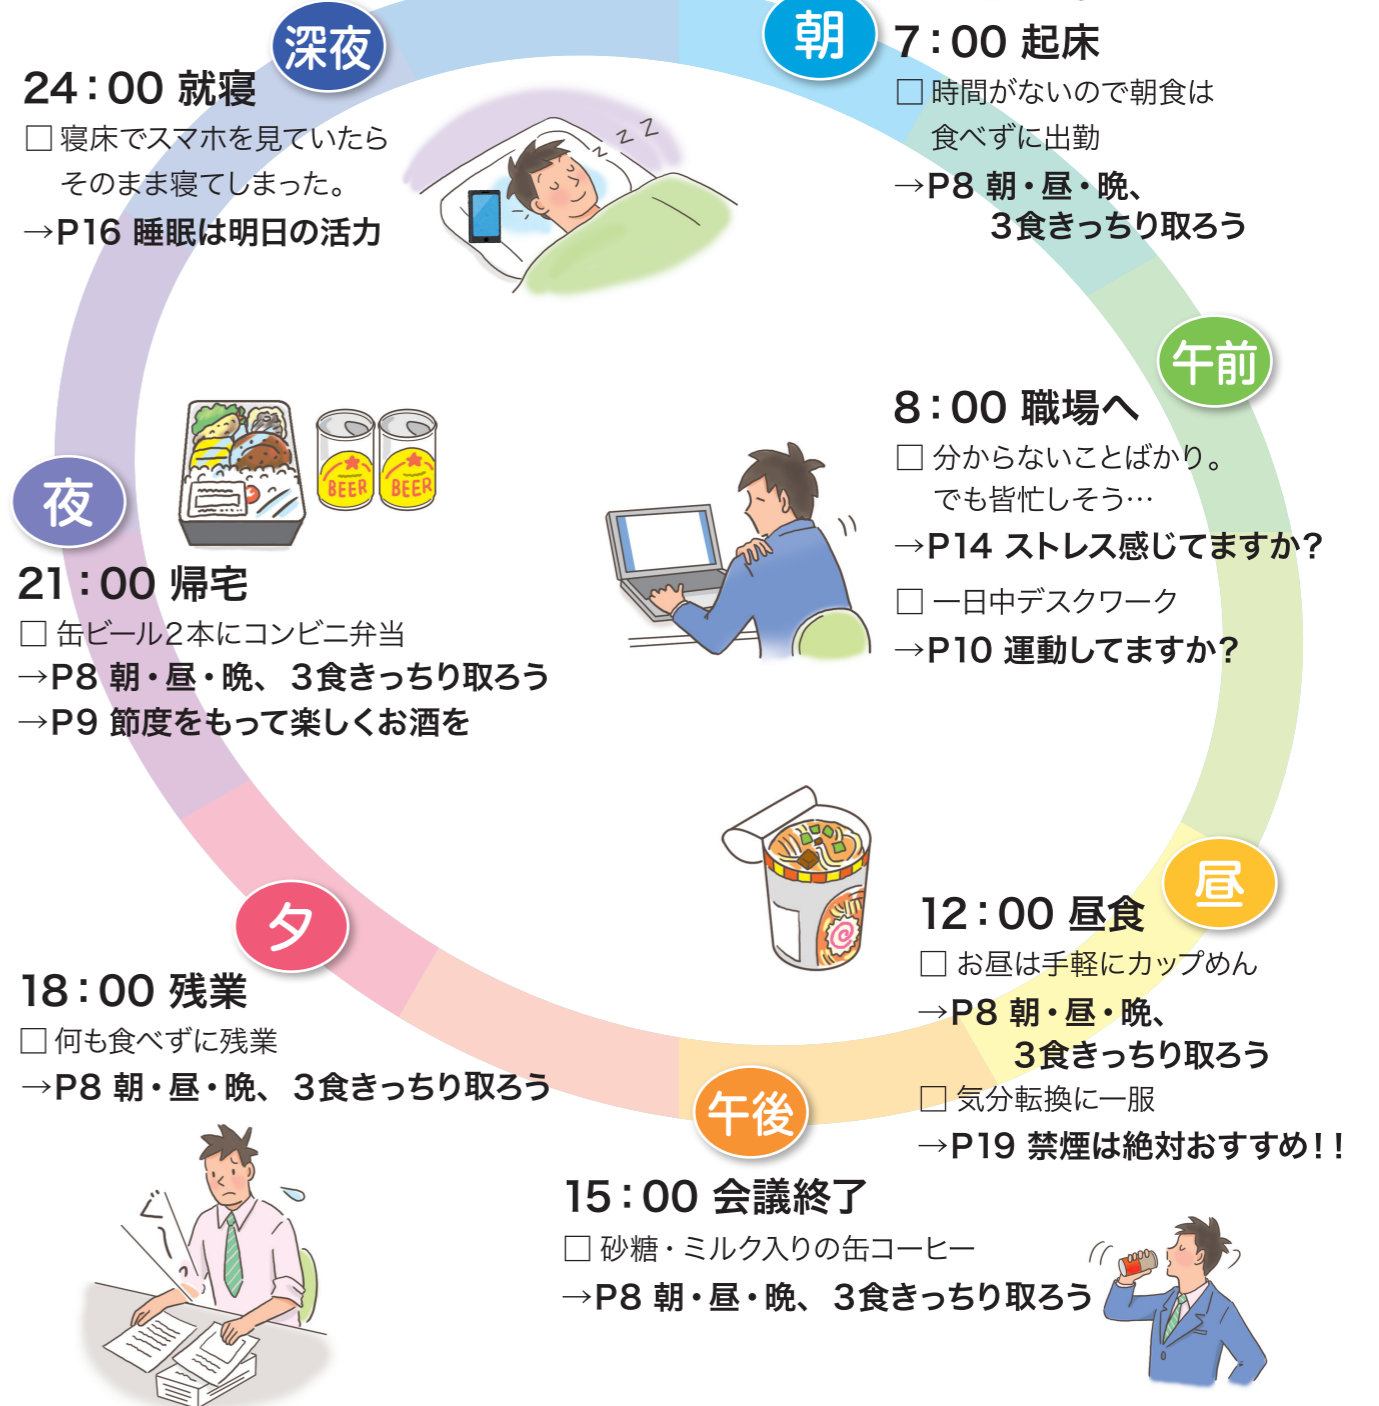 朝
7：00 起床
□ 時間がないので朝食は
食べずに出勤
→P8 朝・昼・晩、
3食きっちり取ろう
午前
8：00 職場へ
□ 分からないことばかり。
でも皆忙しそう…
→P14 ストレス感じてますか?
□ 一日中デスクワーク
→P10 運動してますか?
昼
12：00 昼食
□ お昼は手軽にカップめん
→P8 朝・昼・晩、
3食きっちり取ろう
□ 気分転換に一服
→P19 禁煙は絶対おすすめ!!
午後
15：00 会議終了
□ 砂糖・ミルク入りの缶コーヒー
→P8 朝・昼・晩、3食きっちり取ろう
夕
18：00 残業
□ 何も食べずに残業
→P8 朝・昼・晩、3食きっちり取ろう
ぐ〜っ
夜
21：00 帰宅
□ 缶ビール2本にコンビニ弁当
→P8 朝・昼・晩、3食きっちり取ろう
→P9 節度をもって楽しくお酒を
BEER
BEER
深夜
24：00 就寝
□ 寝床でスマホを見ていたら
そのまま寝てしまった。
→P16 睡眠は明日の活力
z z z